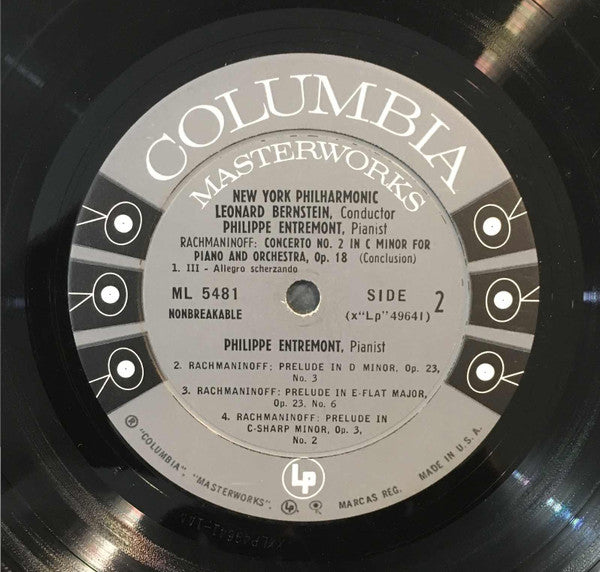 COLUMBIA
MASTERWORKS
NEW YORK PHILHARMONIC
LEONARD BERNSTEIN, Conductor
PHILIPPE ENTREMONT, Pianist
RACHMANINOFF: CONCERTO NO. 2 IN C MINOR FOR
PIANO AND ORCHESTRA, Op. 18 (Conclusion)
1. III - Allegro scherzando
ML 5481
NONBREAKABLE
SIDE 2
(x"Lp"49641)
PHILIPPE ENTREMONT, Pianist
2. RACHMANINOFF: PRELUDE IN D MINOR, Op. 23,
No. 3
3. RACHMANINOFF: PRELUDE IN E-FLAT MAJOR,
Op. 23. No. 6
4. RACHMANINOFF: PRELUDE IN
C-SHARP MINOR, Op. 3,
No. 2
Lp
® "COLUMBIA", "MASTERWORKS", Lp MARCAS REG. MADE IN U.S.A.